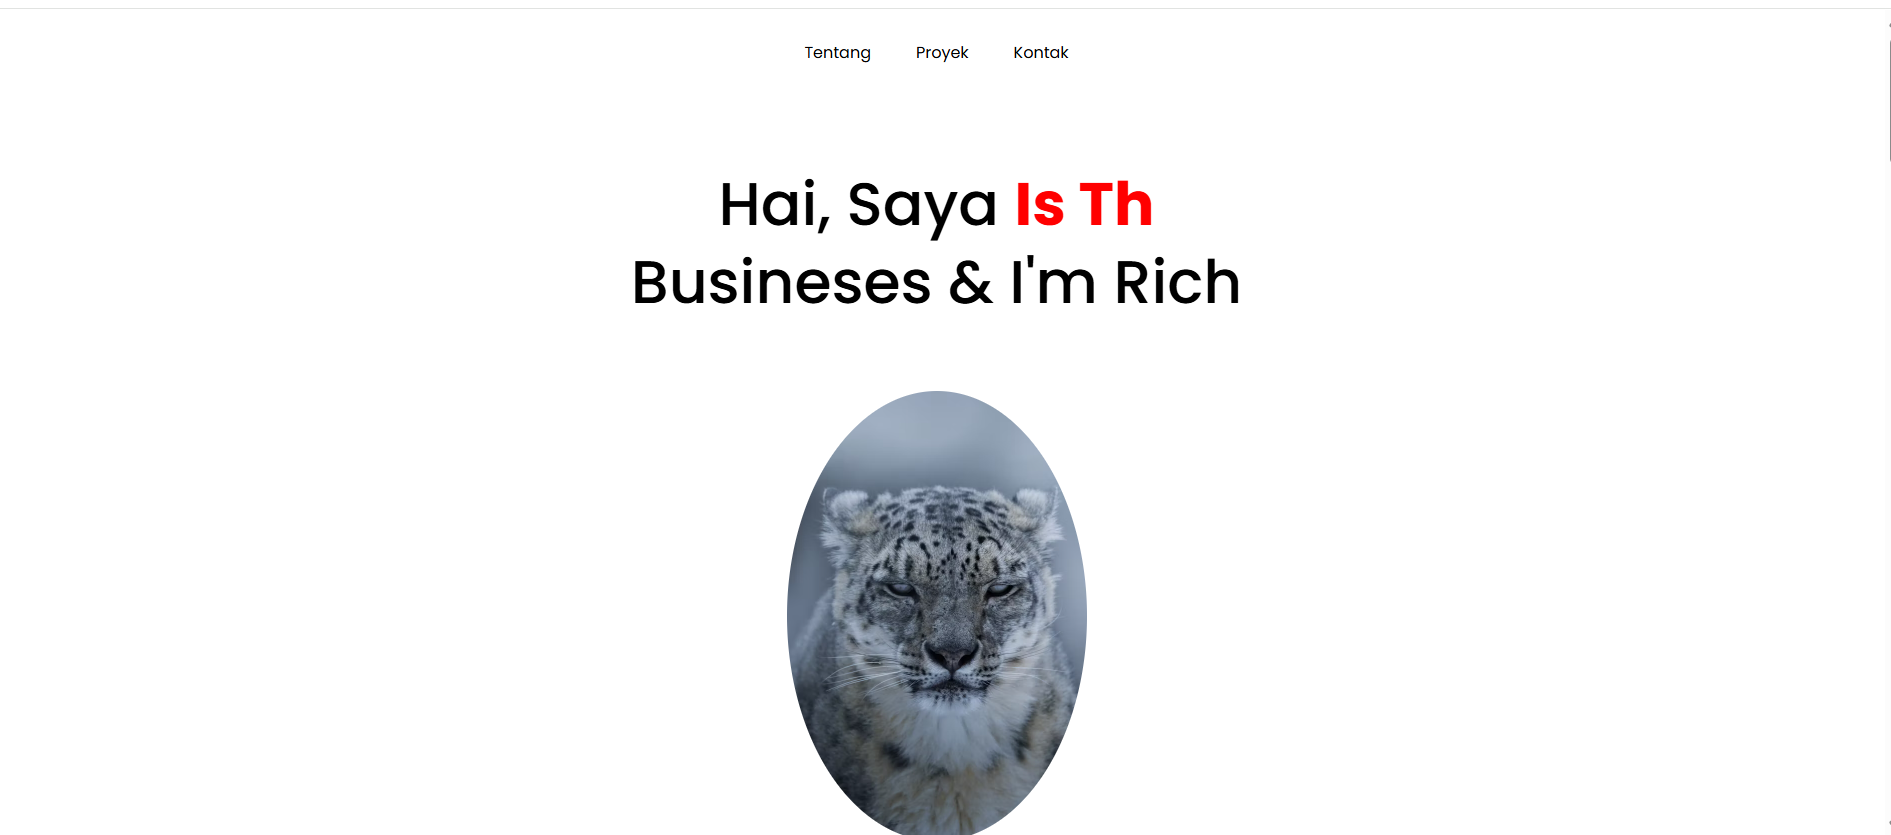 Tentang Proyek Kontak
Hai, Saya Is Th
Busineses & I'm Rich